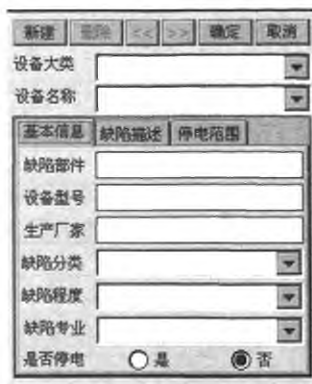 新建 删除 << >> 确定 取消
设备大类
设备名称
基本信息 缺陷描述 停电范围
缺陷部件
设备型号
生产厂家
缺陷分类
缺陷程度
缺陷专业
是否停电 是 否